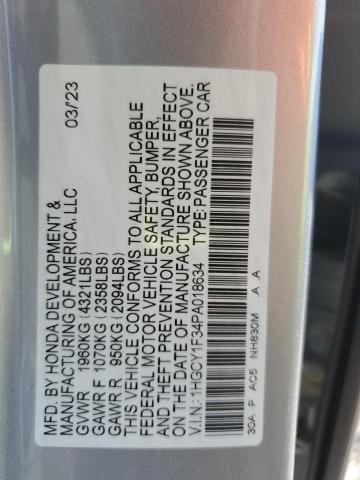 MFD. BY HONDA DEVELOPMENT &
MANUFACTURING OF AMERICA, LLC 03/23
GVWR 1960KG(4321LBS)
GAWR F 1070KG(2358LBS)
GAWR R 950KG(2094LBS)
THIS VEHICLE CONFORMS TO ALL APPLICABLE
FEDERAL MOTOR VEHICLE SAFETY, BUMPER,
AND THEFT PREVENTION STANDARDS IN EFFECT
ON THE DATE OF MANUFACTURE SHOWN ABOVE.
V.I.N.: 1HGCY1F34PA018634 TYPE:PASSENGER CAR
30A P AC5 NH830M A A